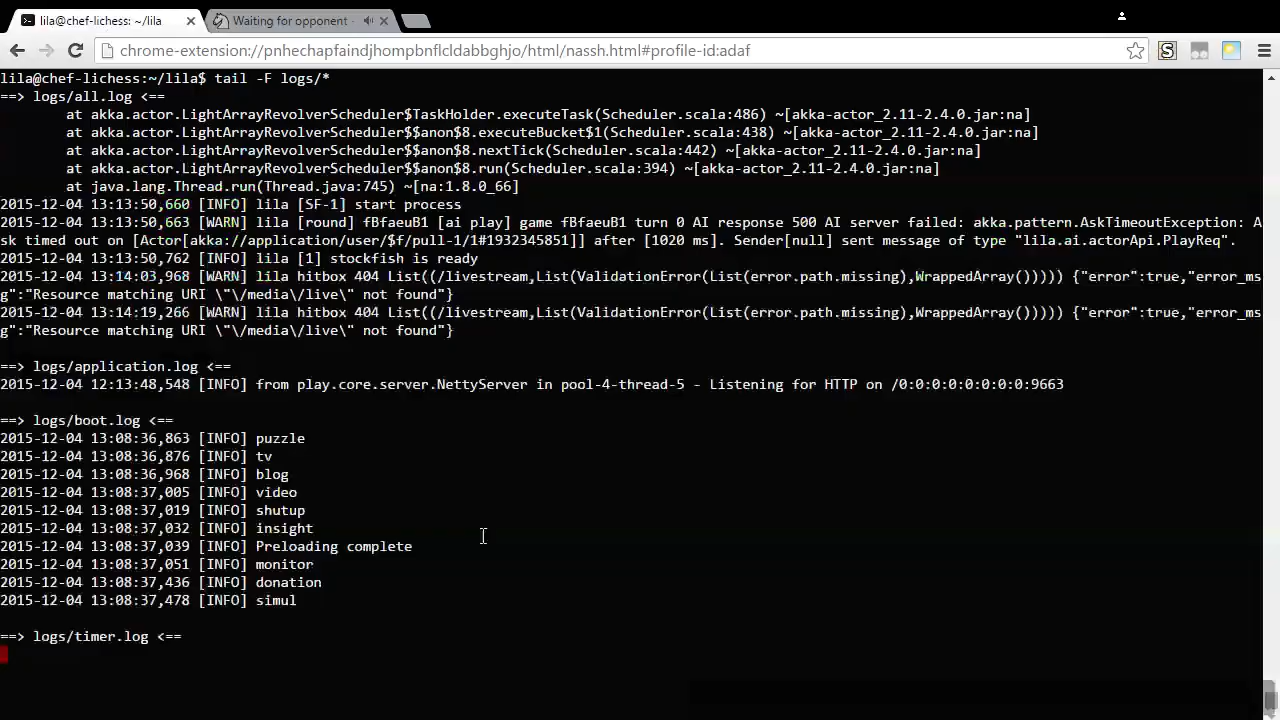 lila@chef-lichess: ~/lila
Waiting for opponent -
chrome-extension://pnhechapfaindjhompbnflcldabbghjo/html/nassh.html#profile-id:adaf
S
lila@chef-lichess:~/lila$ tail -F logs/*
==> logs/all.log <==
at akka.actor.LightArrayRevolverScheduler$TaskHolder.executeTask(Scheduler.scala:486) ~[akka-actor_2.11-2.4.0.jar:na]
at akka.actor.LightArrayRevolverScheduler$$anon$8.executeBucket$1(Scheduler.scala:438) ~[akka-actor_2.11-2.4.0.jar:na]
at akka.actor.LightArrayRevolverScheduler$$anon$8.nextTick(Scheduler.scala:442) ~[akka-actor_2.11-2.4.0.jar:na]
at akka.actor.LightArrayRevolverScheduler$$anon$8.run(Scheduler.scala:394) ~[akka-actor_2.11-2.4.0.jar:na]
at java.lang.Thread.run(Thread.java:745) ~[na:1.8.0_66]
2015-12-04 13:13:50,660 [INFO] lila [SF-1] start process
2015-12-04 13:13:50,663 [WARN] lila [round] fBfaeuB1 [ai play] game fBfaeuB1 turn 0 AI response 500 AI server failed: akka.pattern.AskTimeoutException: A
sk timed out on [Actor[akka://application/user/$f/pull-1/1#1932345851]] after [1020 ms]. Sender[null] sent message of type "lila.ai.actorApi.PlayReq".
2015-12-04 13:13:50,762 [INFO] lila [1] stockfish is ready
2015-12-04 13:14:03,968 [WARN] lila hitbox 404 List((/livestream,List(ValidationError(List(error.path.missing),WrappedArray())))) {"error":true,"error_ms
g":"Resource matching URI \"\/media\/live\" not found"}
2015-12-04 13:14:19,266 [WARN] lila hitbox 404 List((/livestream,List(ValidationError(List(error.path.missing),WrappedArray())))) {"error":true,"error_ms
g":"Resource matching URI \"\/media\/live\" not found"}
==> logs/application.log <==
2015-12-04 12:13:48,548 [INFO] from play.core.server.NettyServer in pool-4-thread-5 - Listening for HTTP on /0:0:0:0:0:0:0:0:9663
==> logs/boot.log <==
2015-12-04 13:08:36,863 [INFO] puzzle
2015-12-04 13:08:36,876 [INFO] tv
2015-12-04 13:08:36,968 [INFO] blog
2015-12-04 13:08:37,005 [INFO] video
2015-12-04 13:08:37,019 [INFO] shutup
2015-12-04 13:08:37,032 [INFO] insight
2015-12-04 13:08:37,039 [INFO] Preloading complete
2015-12-04 13:08:37,051 [INFO] monitor
2015-12-04 13:08:37,436 [INFO] donation
2015-12-04 13:08:37,478 [INFO] simul
==> logs/timer.log <==